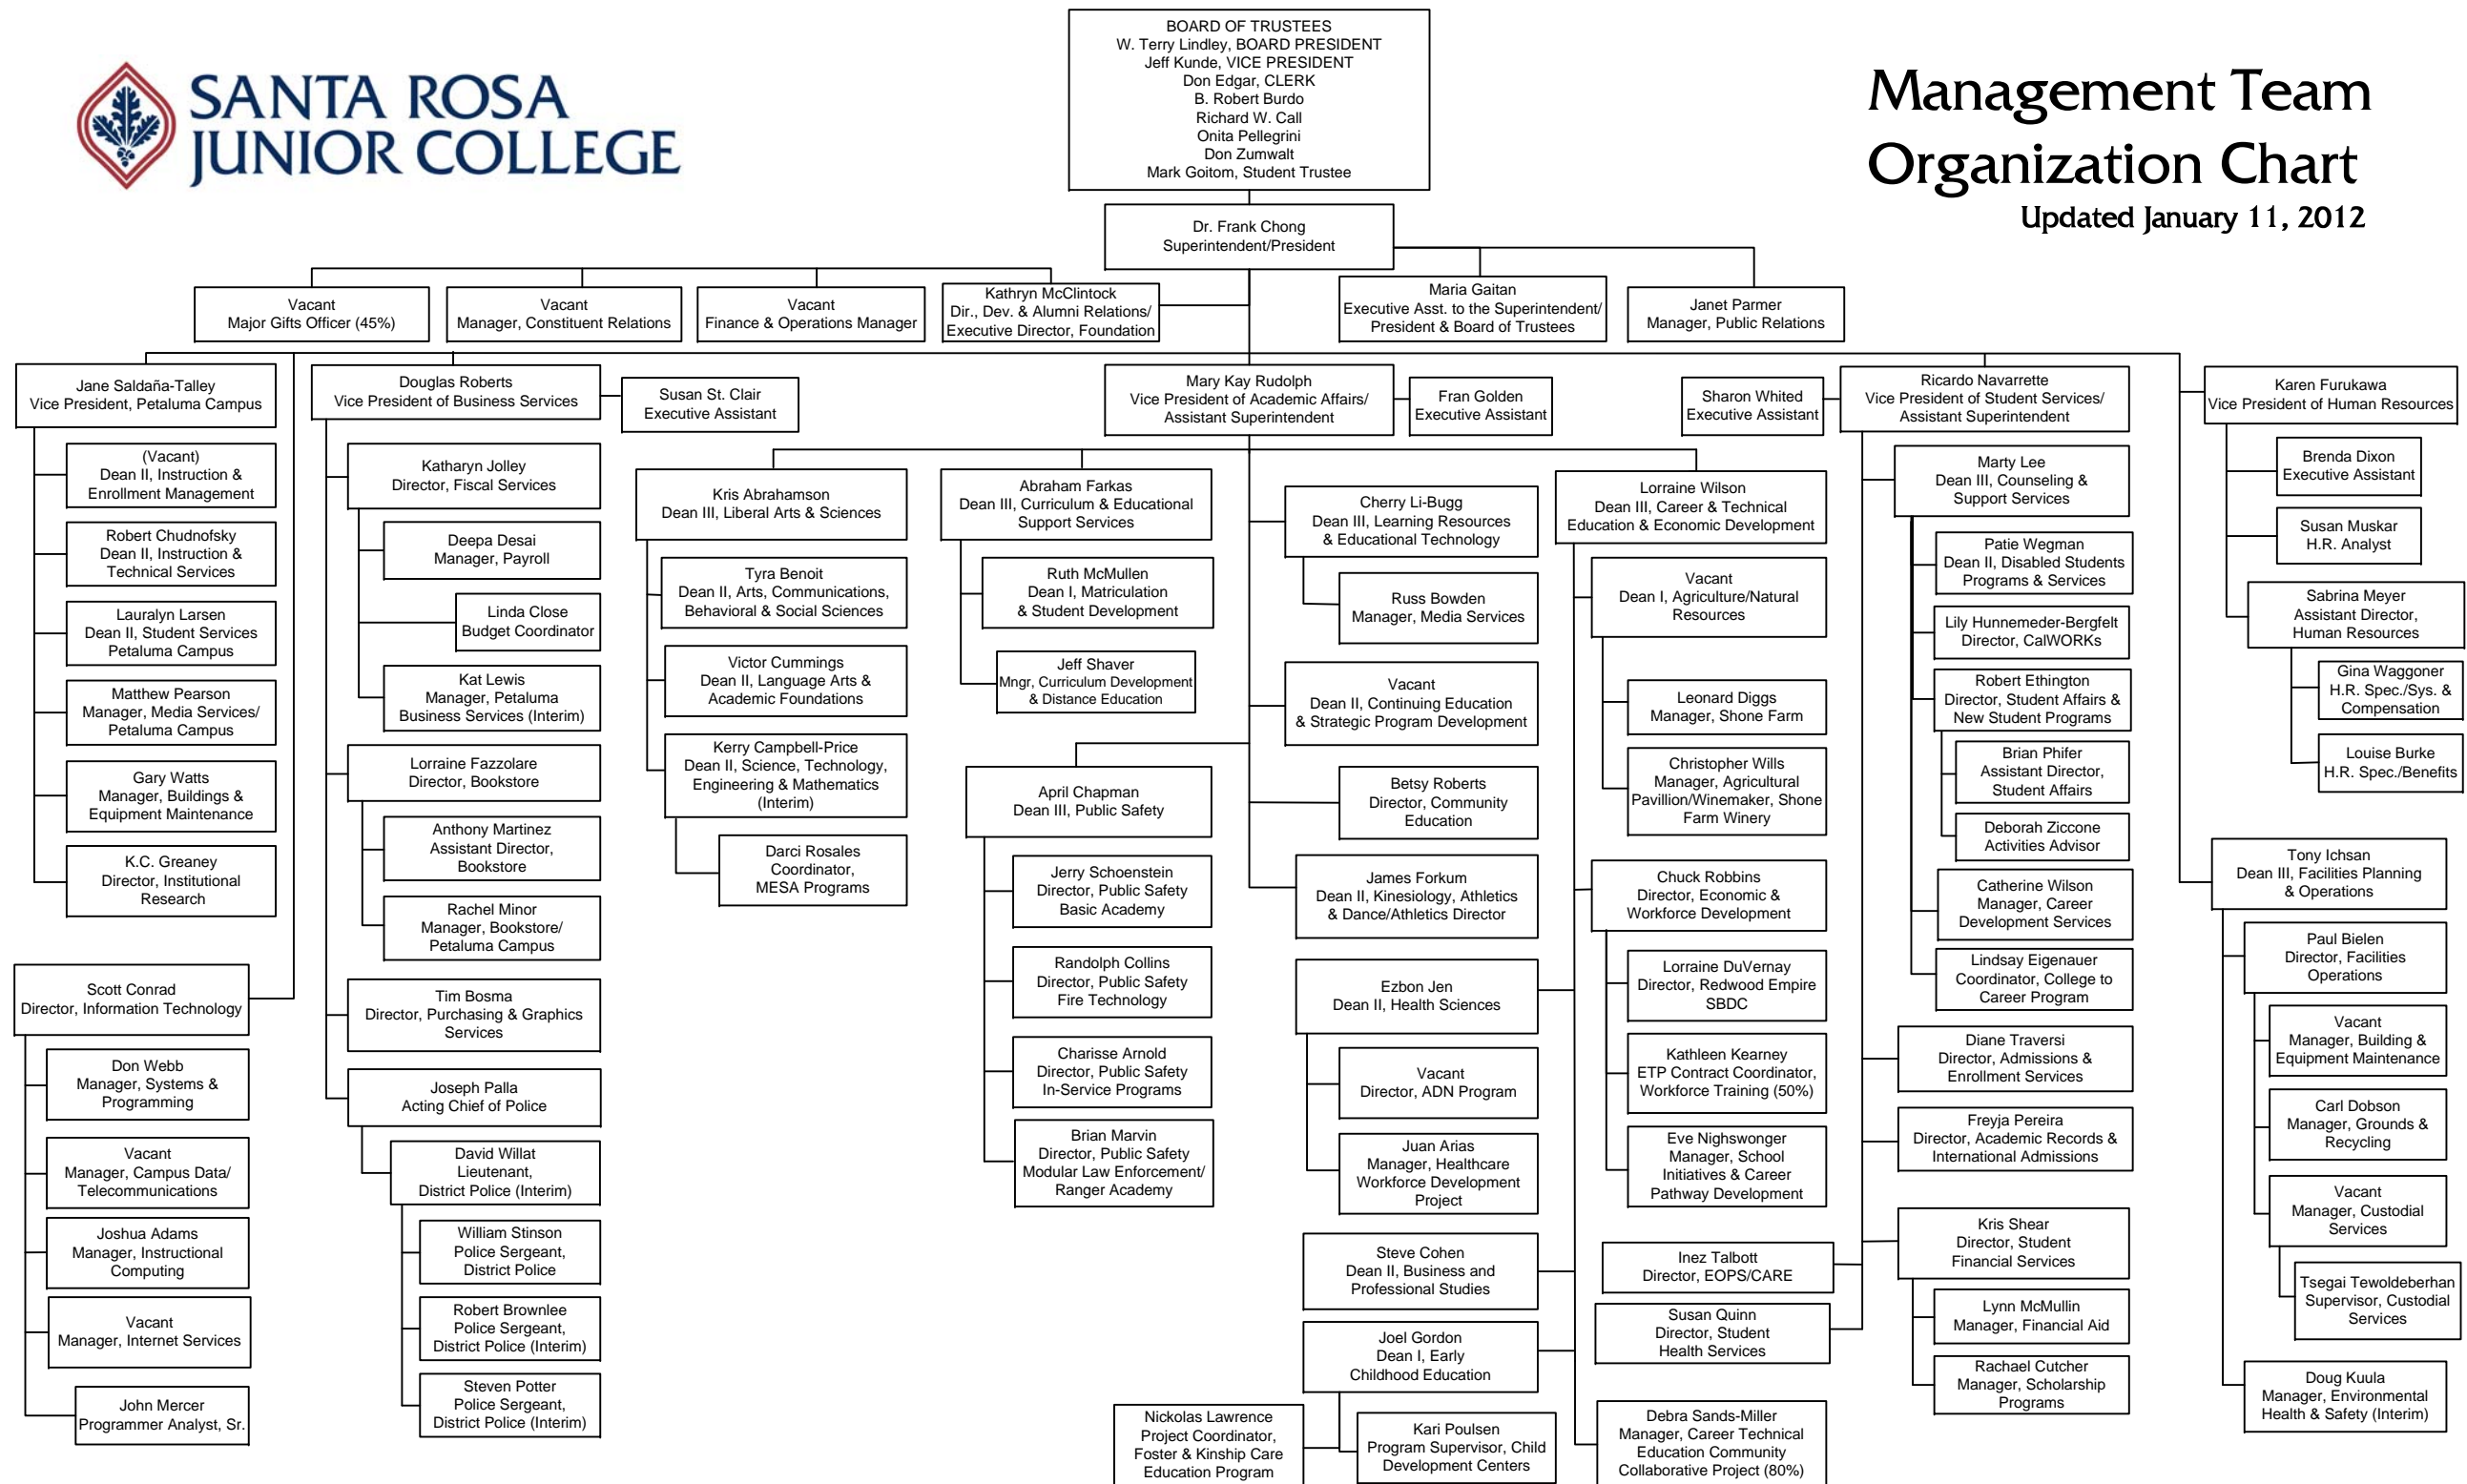 SANTA ROSA
JUNIOR COLLEGE
Management Team
Organization Chart
Updated January 11, 2012
BOARD OF TRUSTEES
W. Terry Lindley, BOARD PRESIDENT
Jeff Kunde, VICE PRESIDENT
Don Edgar, CLERK
B. Robert Burdo
Richard W. Call
Onita Pellegrini
Don Zumwalt
Mark Goitom, Student Trustee
Dr. Frank Chong
Superintendent/President
Vacant
Major Gifts Officer (45%)
Vacant
Manager, Constituent Relations
Vacant
Finance & Operations Manager
Kathryn McClintock
Dir., Dev. & Alumni Relations/
Executive Director, Foundation
Maria Gaitan
Executive Asst. to the Superintendent/
President & Board of Trustees
Janet Parmer
Manager, Public Relations
Jane Saldaña-Talley
Vice President, Petaluma Campus
(Vacant)
Dean II, Instruction &
Enrollment Management
Robert Chudnofsky
Dean II, Instruction &
Technical Services
Lauralyn Larsen
Dean II, Student Services
Petaluma Campus
Matthew Pearson
Manager, Media Services/
Petaluma Campus
Gary Watts
Manager, Buildings &
Equipment Maintenance
K.C. Greaney
Director, Institutional
Research
Scott Conrad
Director, Information Technology
Don Webb
Manager, Systems &
Programming
Vacant
Manager, Campus Data/
Telecommunications
Joshua Adams
Manager, Instructional
Computing
Vacant
Manager, Internet Services
John Mercer
Programmer Analyst, Sr.
Douglas Roberts
Vice President of Business Services
Susan St. Clair
Executive Assistant
Katharyn Jolley
Director, Fiscal Services
Deepa Desai
Manager, Payroll
Linda Close
Budget Coordinator
Kat Lewis
Manager, Petaluma
Business Services (Interim)
Lorraine Fazzolare
Director, Bookstore
Anthony Martinez
Assistant Director,
Bookstore
Rachel Minor
Manager, Bookstore/
Petaluma Campus
Tim Bosma
Director, Purchasing & Graphics
Services
Joseph Palla
Acting Chief of Police
David Willat
Lieutenant,
District Police (Interim)
William Stinson
Police Sergeant,
District Police
Robert Brownlee
Police Sergeant,
District Police (Interim)
Steven Potter
Police Sergeant,
District Police (Interim)
Mary Kay Rudolph
Vice President of Academic Affairs/
Assistant Superintendent
Fran Golden
Executive Assistant
Kris Abrahamson
Dean III, Liberal Arts & Sciences
Tyra Benoit
Dean II, Arts, Communications,
Behavioral & Social Sciences
Victor Cummings
Dean II, Language Arts &
Academic Foundations
Kerry Campbell-Price
Dean II, Science, Technology,
Engineering & Mathematics
(Interim)
Darci Rosales
Coordinator,
MESA Programs
Abraham Farkas
Dean III, Curriculum & Educational
Support Services
Ruth McMullen
Dean I, Matriculation
& Student Development
Jeff Shaver
Mngr, Curriculum Development
& Distance Education
April Chapman
Dean III, Public Safety
Jerry Schoenstein
Director, Public Safety
Basic Academy
Randolph Collins
Director, Public Safety
Fire Technology
Charisse Arnold
Director, Public Safety
In-Service Programs
Brian Marvin
Director, Public Safety
Modular Law Enforcement/
Ranger Academy
Cherry Li-Bugg
Dean III, Learning Resources
& Educational Technology
Russ Bowden
Manager, Media Services
Vacant
Dean II, Continuing Education
& Strategic Program Development
Betsy Roberts
Director, Community
Education
James Forkum
Dean II, Kinesiology, Athletics
& Dance/Athletics Director
Ezbon Jen
Dean II, Health Sciences
Vacant
Director, ADN Program
Juan Arias
Manager, Healthcare
Workforce Development
Project
Steve Cohen
Dean II, Business and
Professional Studies
Joel Gordon
Dean I, Early
Childhood Education
Nickolas Lawrence
Project Coordinator,
Foster & Kinship Care
Education Program
Kari Poulsen
Program Supervisor, Child
Development Centers
Lorraine Wilson
Dean III, Career & Technical
Education & Economic Development
Vacant
Dean I, Agriculture/Natural
Resources
Leonard Diggs
Manager, Shone Farm
Christopher Wills
Manager, Agricultural
Pavillion/Winemaker, Shone
Farm Winery
Chuck Robbins
Director, Economic &
Workforce Development
Lorraine DuVernay
Director, Redwood Empire
SBDC
Kathleen Kearney
ETP Contract Coordinator,
Workforce Training (50%)
Eve Nighswonger
Manager, School
Initiatives & Career
Pathway Development
Debra Sands-Miller
Manager, Career Technical
Education Community
Collaborative Project (80%)
Sharon Whited
Executive Assistant
Ricardo Navarrette
Vice President of Student Services/
Assistant Superintendent
Marty Lee
Dean III, Counseling &
Support Services
Patie Wegman
Dean II, Disabled Students
Programs & Services
Lily Hunnemeder-Bergfelt
Director, CalWORKs
Robert Ethington
Director, Student Affairs &
New Student Programs
Brian Phifer
Assistant Director,
Student Affairs
Deborah Ziccone
Activities Advisor
Catherine Wilson
Manager, Career
Development Services
Lindsay Eigenauer
Coordinator, College to
Career Program
Diane Traversi
Director, Admissions &
Enrollment Services
Freyja Pereira
Director, Academic Records &
International Admissions
Kris Shear
Director, Student
Financial Services
Lynn McMullin
Manager, Financial Aid
Rachael Cutcher
Manager, Scholarship
Programs
Inez Talbott
Director, EOPS/CARE
Susan Quinn
Director, Student
Health Services
Karen Furukawa
Vice President of Human Resources
Brenda Dixon
Executive Assistant
Susan Muskar
H.R. Analyst
Sabrina Meyer
Assistant Director,
Human Resources
Gina Waggoner
H.R. Spec./Sys. &
Compensation
Louise Burke
H.R. Spec./Benefits
Tony Ichsan
Dean III, Facilities Planning
& Operations
Paul Bielen
Director, Facilities
Operations
Vacant
Manager, Building &
Equipment Maintenance
Carl Dobson
Manager, Grounds &
Recycling
Vacant
Manager, Custodial
Services
Tsegai Tewoldeberhan
Supervisor, Custodial
Services
Doug Kuula
Manager, Environmental
Health & Safety (Interim)